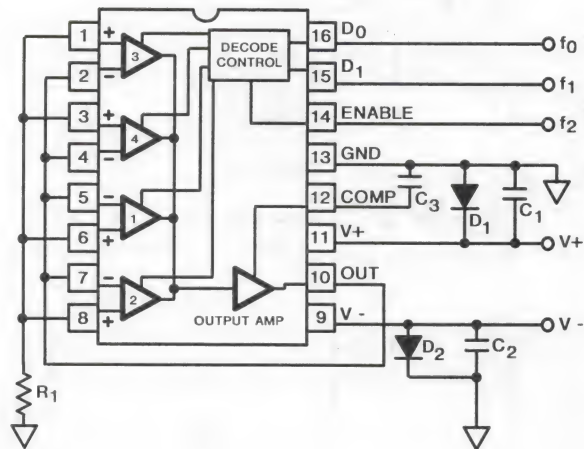 1
2
3
4
5
6
7
8
+
−
+
−
−
+
−
+
3
4
1
2
DECODE
CONTROL
OUTPUT AMP
16 D0
15 D1
14 ENABLE
13 GND
12 COMP
11 V+
10 OUT
9 V -
f0
f1
f2
C3
D1
C1
V+
D2
C2
V -
R1